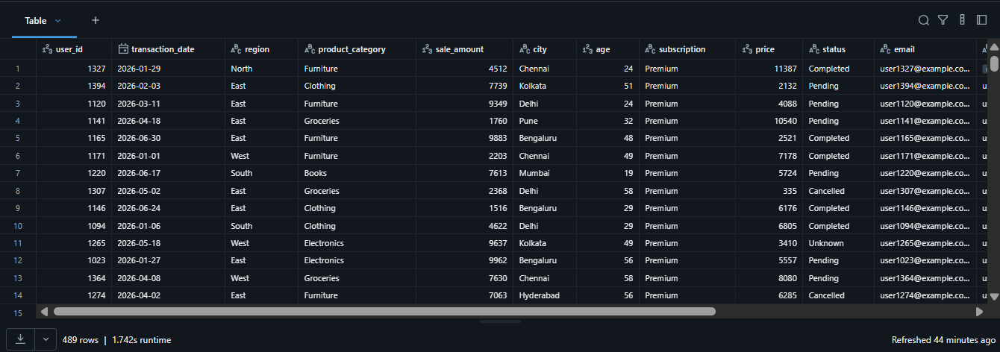 Table +
user_id transaction_date region product_category sale_amount city age subscription price status email
1 1327 2026-01-29 North Furniture 4512 Chennai 24 Premium 11387 Completed user1327@example.co...
2 1394 2026-02-03 East Clothing 7739 Kolkata 51 Premium 2132 Pending user1394@example.co... u
3 1120 2026-03-11 East Furniture 9349 Delhi 24 Premium 4088 Pending user1120@example.co... u
4 1141 2026-04-18 East Groceries 1760 Pune 32 Premium 10540 Pending user1141@example.co... u
5 1165 2026-06-30 East Furniture 9883 Bengaluru 48 Premium 2521 Completed user1165@example.co... u
6 1171 2026-01-01 West Furniture 2203 Chennai 49 Premium 7178 Completed user1171@example.co... u
7 1220 2026-06-17 South Books 7613 Mumbai 19 Premium 5724 Pending user1220@example.co... u
8 1307 2026-05-02 East Groceries 2368 Delhi 58 Premium 335 Cancelled user1307@example.co... u
9 1146 2026-06-24 East Clothing 1516 Bengaluru 29 Premium 6176 Completed user1146@example.co... u
10 1094 2026-01-06 South Clothing 4622 Delhi 29 Premium 6805 Completed user1094@example.co... u
11 1265 2026-05-18 West Electronics 9637 Kolkata 49 Premium 3410 Unknown user1265@example.co... u
12 1023 2026-01-27 East Electronics 9962 Bengaluru 56 Premium 5557 Pending user1023@example.co... u
13 1364 2026-04-08 West Groceries 7630 Chennai 58 Premium 8080 Pending user1364@example.co... u
14 1274 2026-04-02 East Furniture 7063 Hyderabad 56 Premium 6285 Cancelled user1274@example.co... u
15
489 rows | 1.742s runtime Refreshed 44 minutes ago